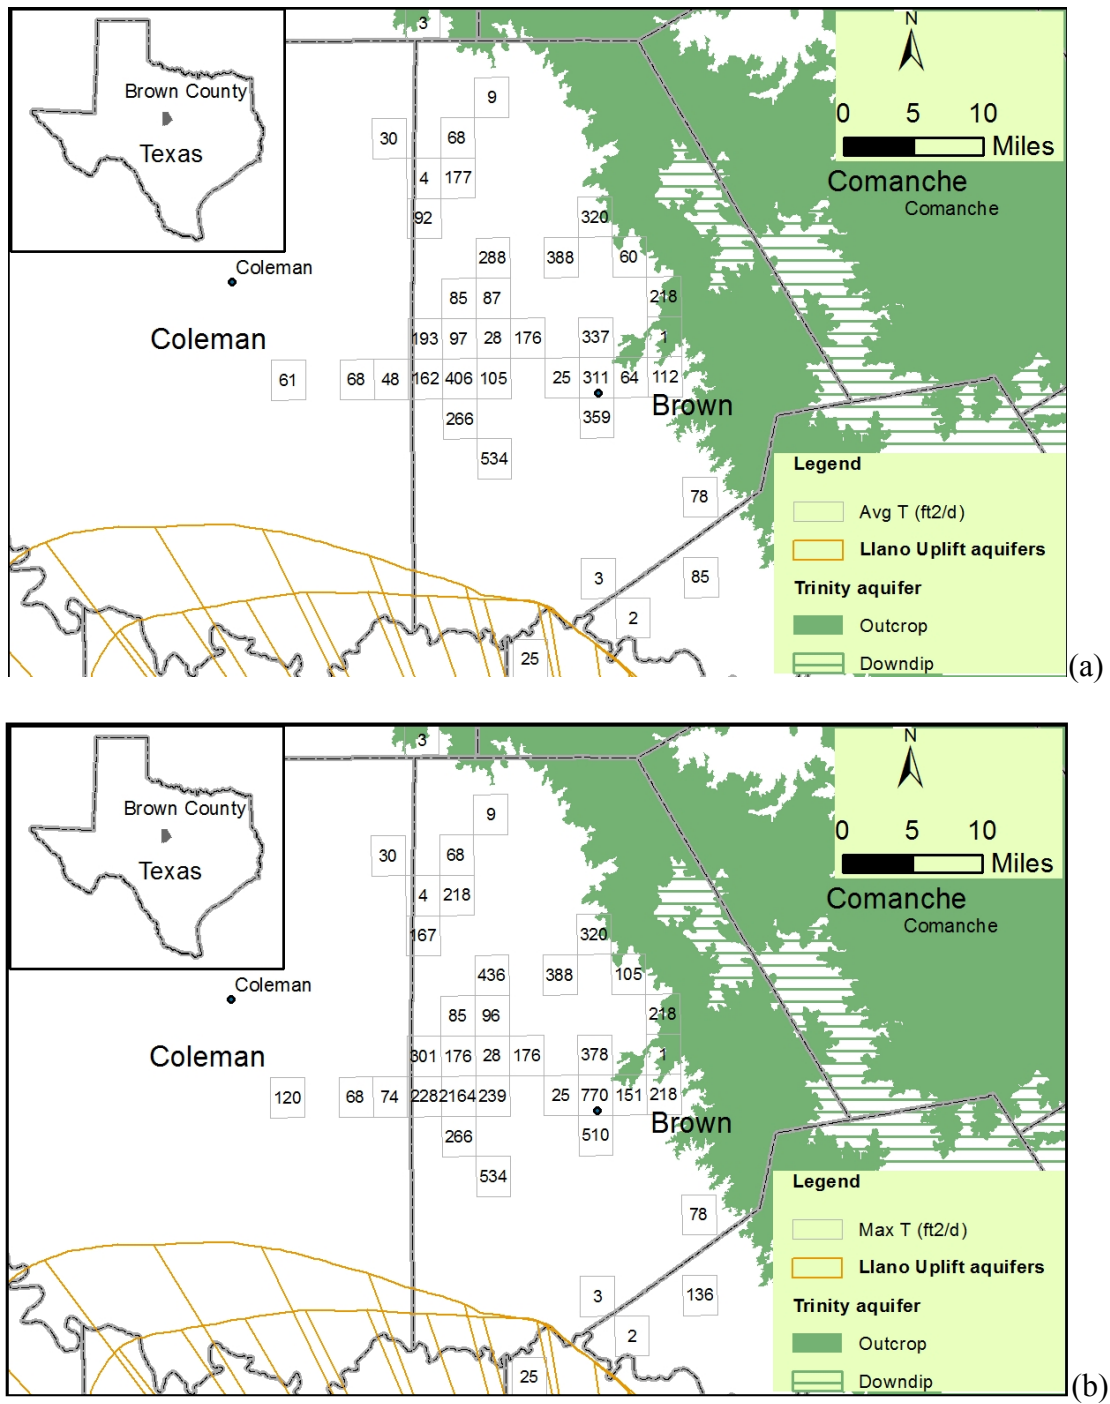 3
N
Brown County
Texas
0 5 10
Miles
9
30 68
4 177
Comanche
Comanche
92 320
288 388 60
Coleman
85 87 218
Coleman
193 97 28 176 337 1
61 68 48 162 406 105 25 311 64 112
Brown
266 359
534
Legend
78
Avg T (ft2/d)
Llano Uplift aquifers
3 85
Trinity aquifer
2
Outcrop
25
Downdip
(a)
3
N
Brown County
Texas
0 5 10
Miles
9
30 68
4 218
Comanche
Comanche
167 320
436 388 105
Coleman
85 96 218
Coleman
301 176 28 176 378 1
120 68 74 228 2164 239 25 770 151 218
Brown
266 510
534
Legend
78
Max T (ft2/d)
Llano Uplift aquifers
3 136
Trinity aquifer
2
Outcrop
25
Downdip
(b)